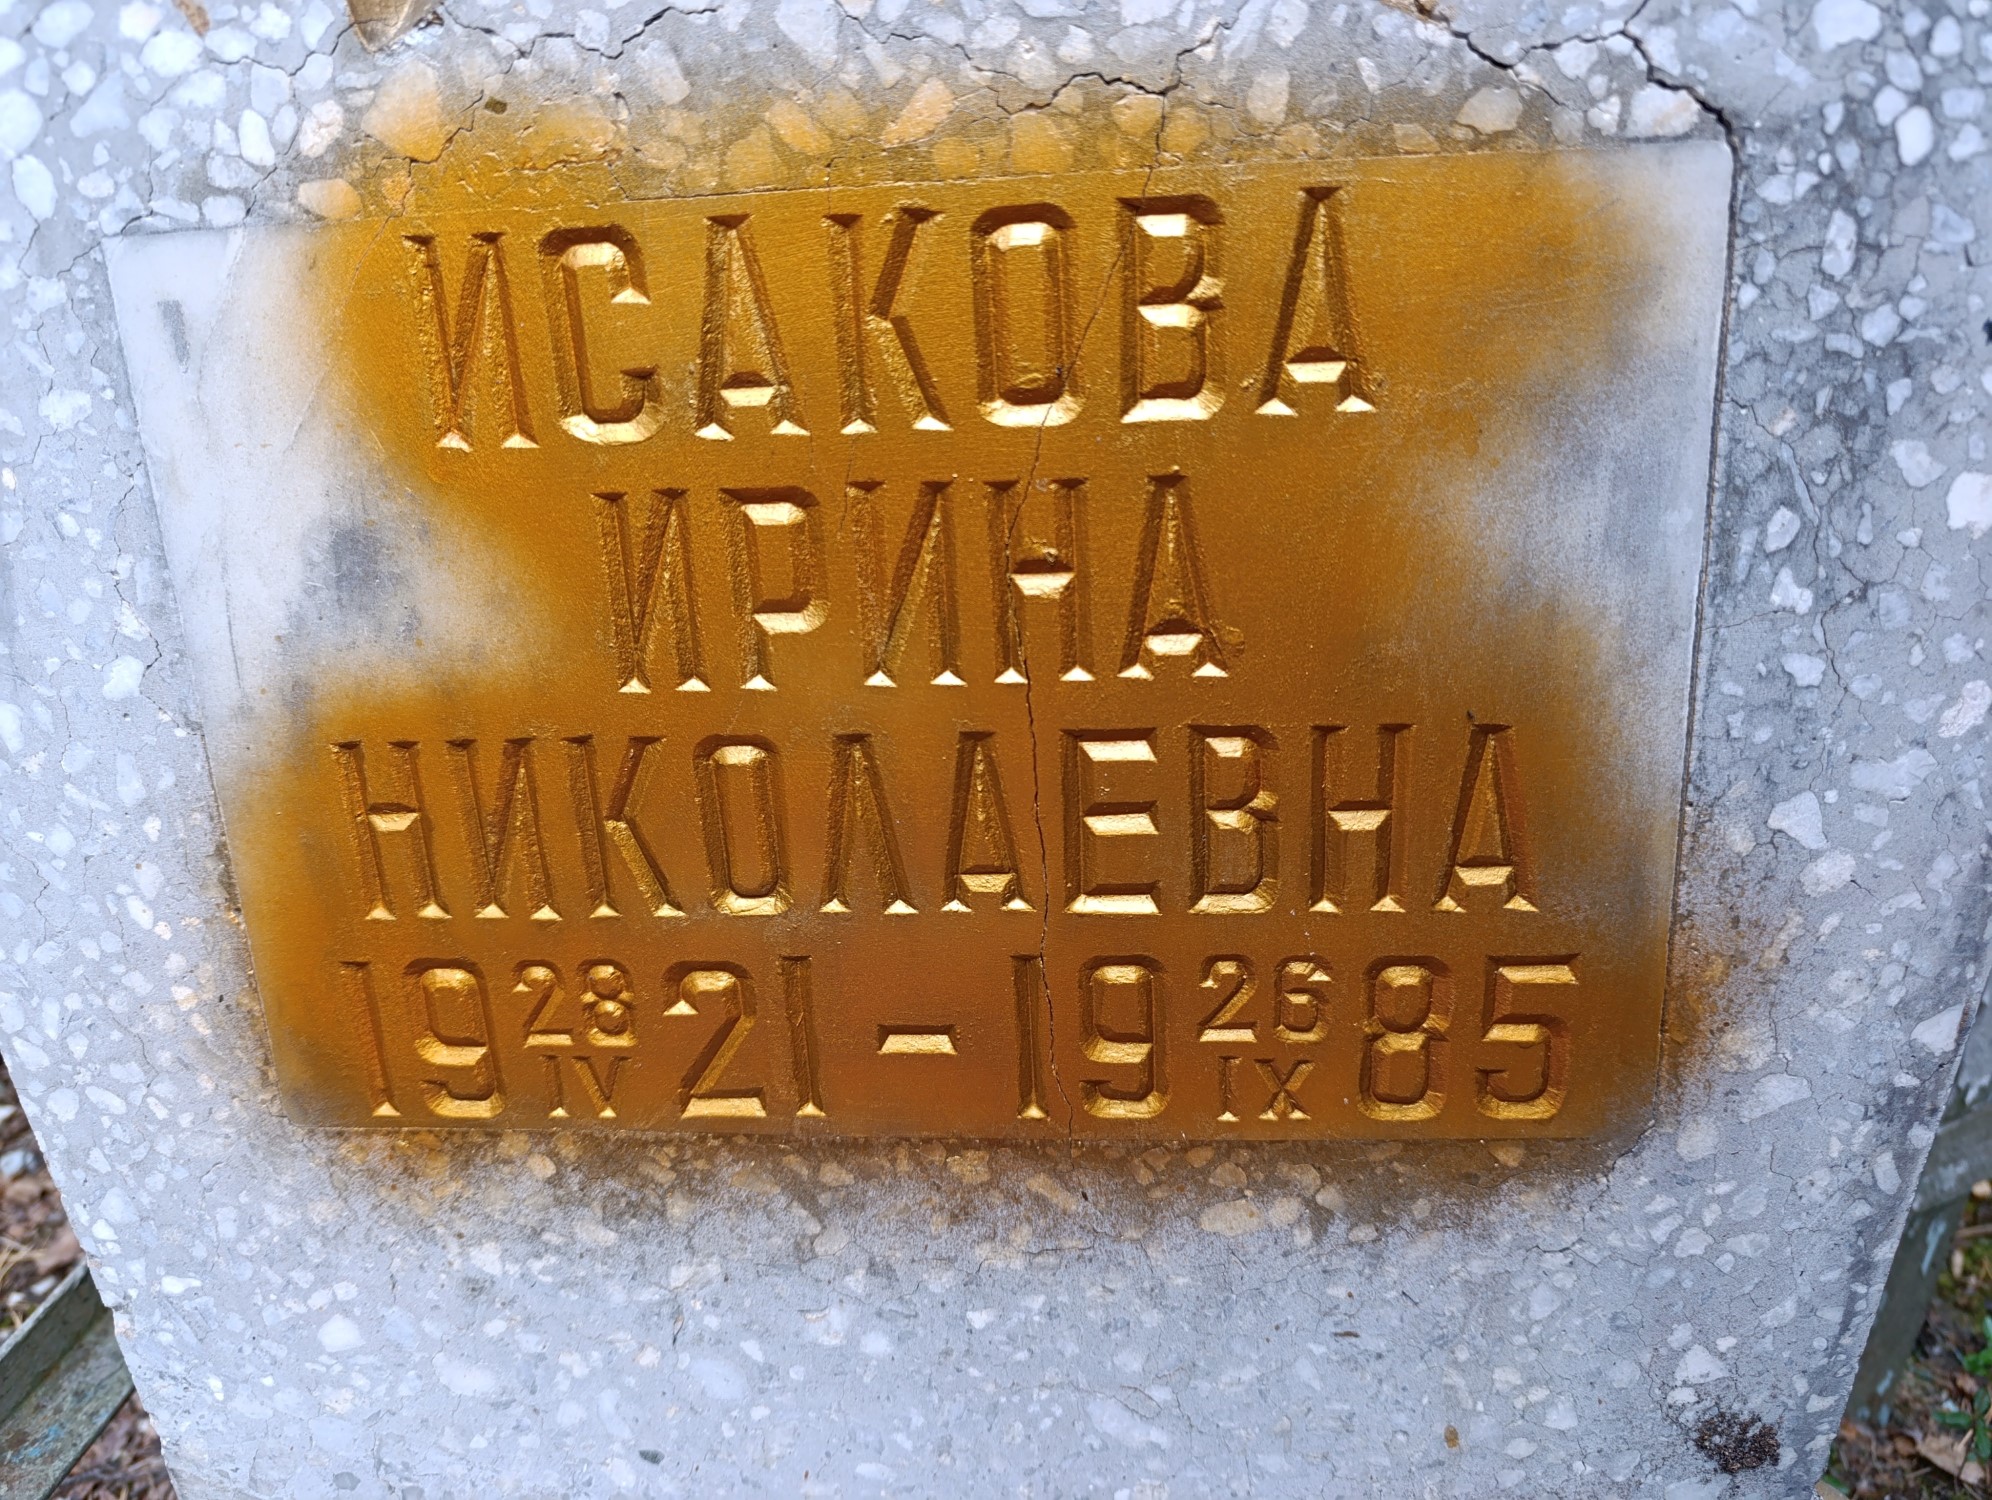 ИСАКОВА
ИРИНА
НИКОЛАЕВНА
19 28/IV 21 - 19 26/IX 85